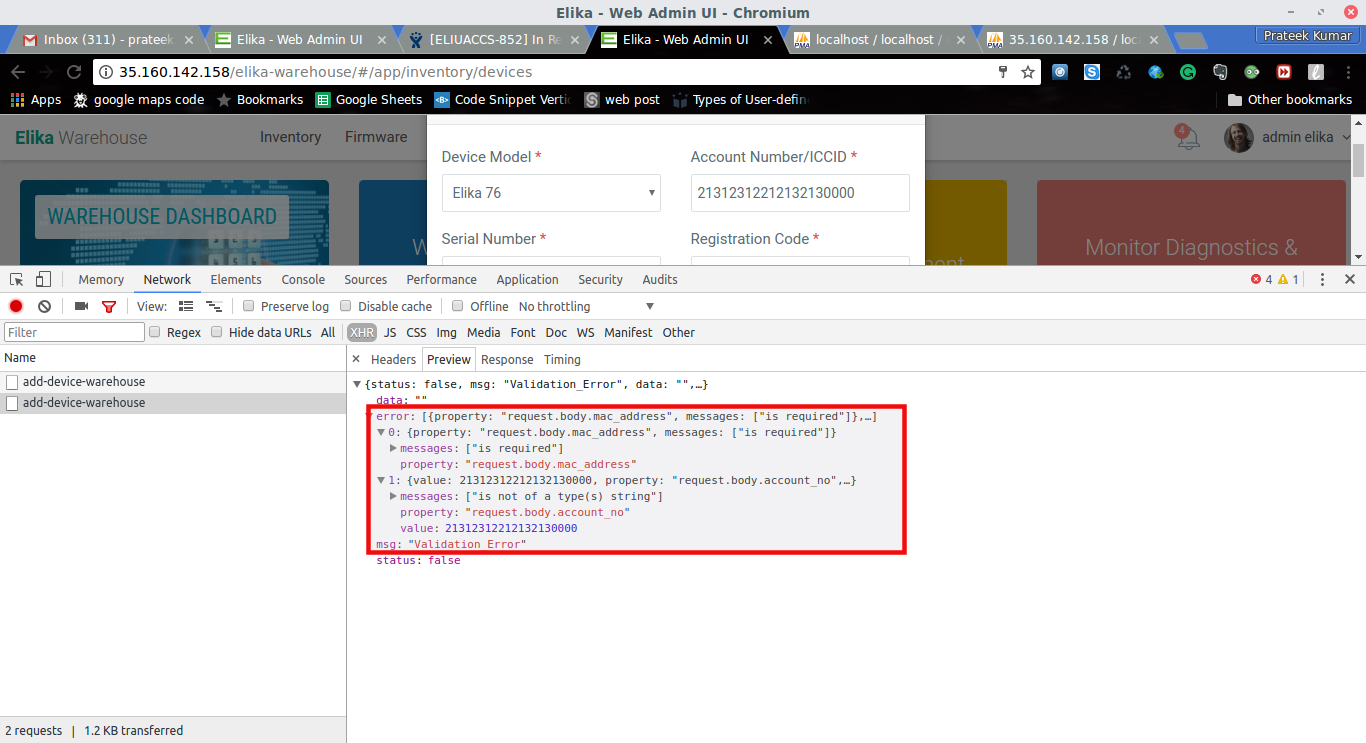 Elika - Web Admin UI - Chromium
Inbox (311) - prateek
Elika - Web Admin UI
[ELIUACCS-852] In Re
Elika - Web Admin UI
localhost / localhost /
35.160.142.158 / loc
Prateek Kumar
35.160.142.158/elika-warehouse/#/app/inventory/devices
Apps
google maps code
Bookmarks
Google Sheets
Code Snippet Vertic
web post
Types of User-define
Other bookmarks
Elika Warehouse
Inventory
Firmware
4
admin elika
Device Model *
Account Number/ICCID *
Elika 76
21312312212132130000
WAREHOUSE DASHBOARD
Serial Number *
Registration Code *
Monitor Diagnostics &
Memory Network Elements Console Sources Performance Application Security Audits
4 1
View: Preserve log Disable cache Offline No throttling
Filter Regex Hide data URLs All XHR JS CSS Img Media Font Doc WS Manifest Other
Name
Headers Preview Response Timing
add-device-warehouse
add-device-warehouse
{status: false, msg: "Validation_Error", data: "",…}
data: ""
error: [{property: "request.body.mac_address", messages: ["is required"]},…]
0: {property: "request.body.mac_address", messages: ["is required"]}
messages: ["is required"]
property: "request.body.mac_address"
1: {value: 21312312212132130000, property: "request.body.account_no",…}
messages: ["is not of a type(s) string"]
property: "request.body.account_no"
value: 21312312212132130000
msg: "Validation Error"
status: false
2 requests | 1.2 KB transferred